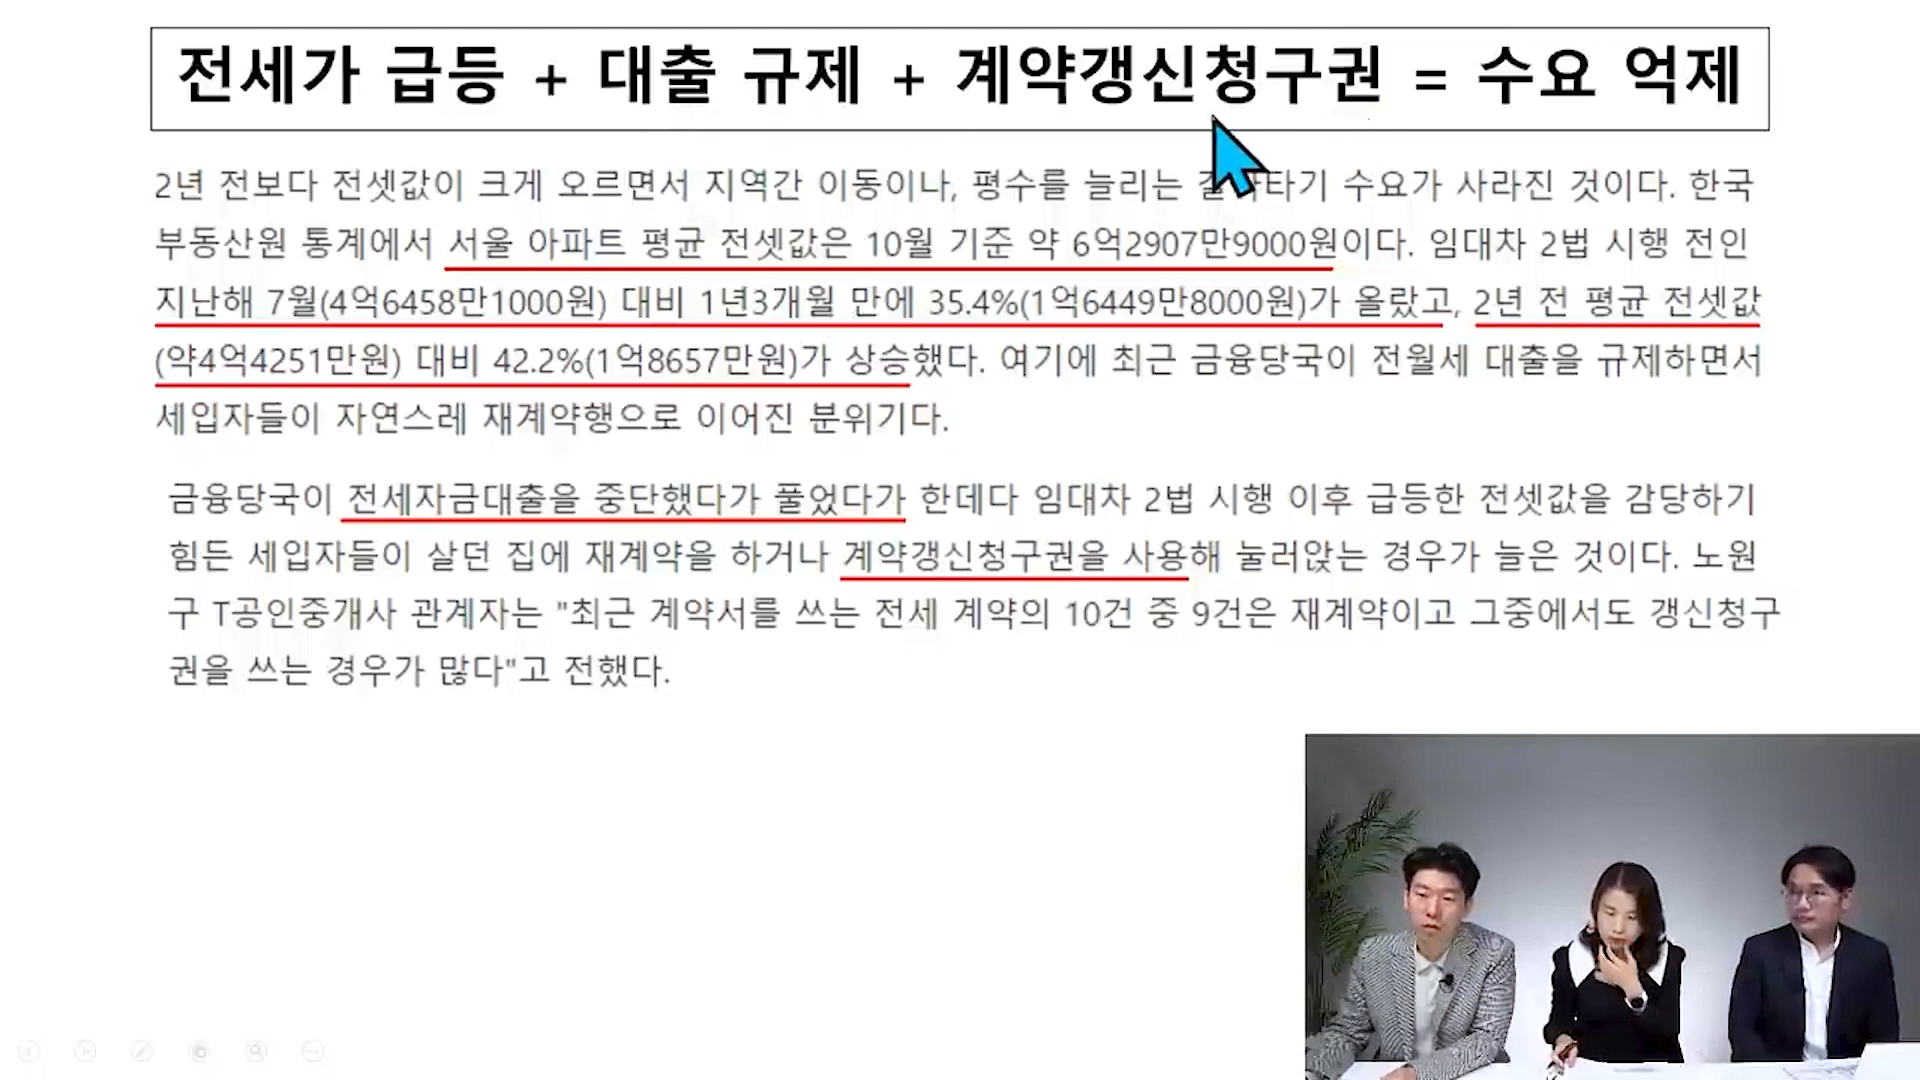 전세가 급등 + 대출 규제 + 계약갱신청구권 = 수요 억제
2년 전보다 전셋값이 크게 오르면서 지역간 이동이나, 평수를 늘리는 수요가 사라진 것이다. 한국
부동산원 통계에서 서울 아파트 평균 전셋값은 10월 기준 약 6억2907만9000원이다. 임대차 2법 시행 전인
지난해 7월(4억6458만1000원) 대비 1년3개월 만에 35.4%(1억6449만8000원)가 올랐고, 2년 전 평균 전셋값
(약4억4251만원) 대비 42.2%(1억8657만원)가 상승했다. 여기에 최근 금융당국이 전월세 대출을 규제하면서
세입자들이 자연스레 재계약행으로 이어진 분위기다.
금융당국이 전세자금대출을 중단했다가 풀었다가 한데다 임대차 2법 시행 이후 급등한 전셋값을 감당하기
힘든 세입자들이 살던 집에 재계약을 하거나 계약갱신청구권을 사용해 눌러앉는 경우가 늘은 것이다. 노원
구 T공인중개사 관계자는 "최근 계약서를 쓰는 전세 계약의 10건 중 9건은 재계약이고 그중에서도 갱신청구
권을 쓰는 경우가 많다"고 전했다.